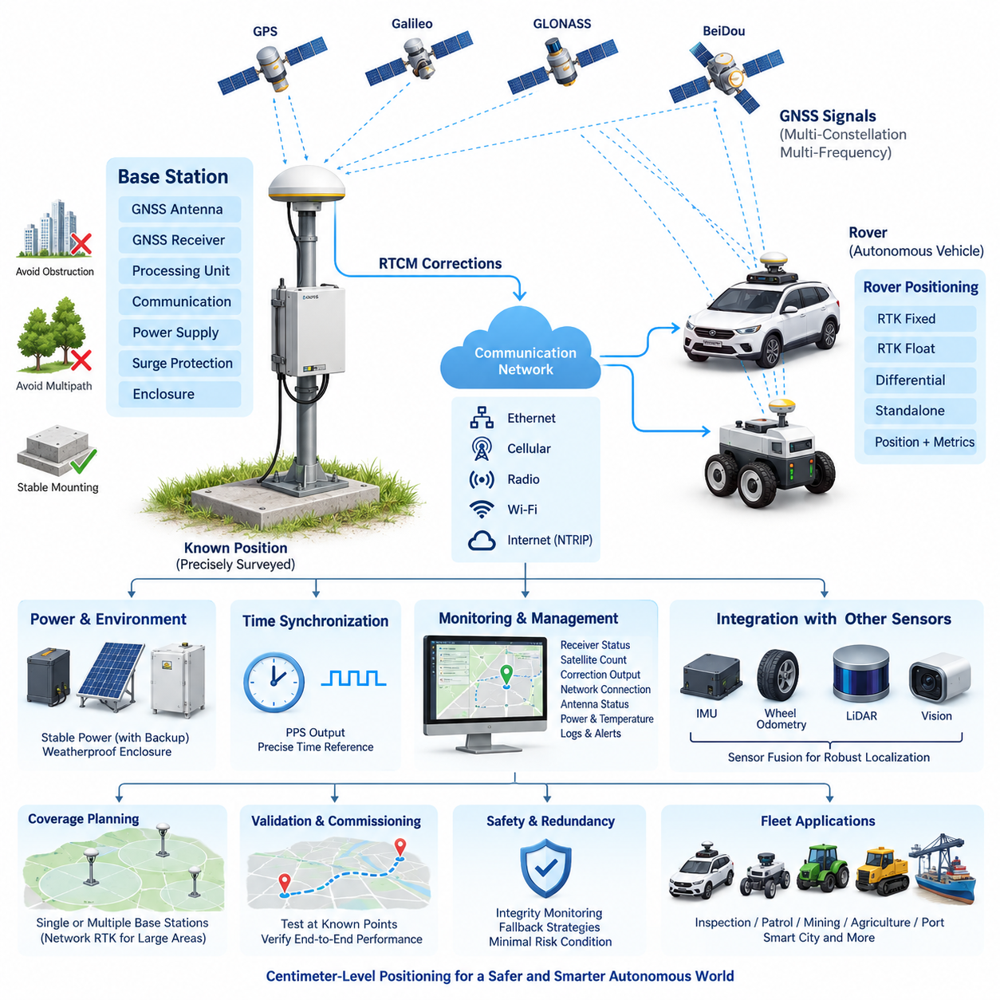 GPS
Galileo
GLONASS
BeiDou
GNSS Signals
(Multi-Constellation
Multi-Frequency)
Base Station
GNSS Antenna
GNSS Receiver
Processing Unit
Communication
Power Supply
Surge Protection
Enclosure
Avoid Obstruction
Avoid Multipath
Stable Mounting
Known Position
(Precisely Surveyed)
RTCM Corrections
Communication
Network
Ethernet
Cellular
Radio
Wi-Fi
Internet (NTRIP)
Rover
(Autonomous Vehicle)
Rover Positioning
RTK Fixed
RTK Float
Differential
Standalone
Position + Metrics
Power & Environment
Stable Power (with Backup)
Weatherproof Enclosure
Time Synchronization
PPS Output
Precise Time Reference
Monitoring & Management
Receiver Status
Satellite Count
Correction Output
Network Connection
Antenna Status
Power & Temperature
Logs & Alerts
Integration with Other Sensors
IMU
Wheel
Odometry
LiDAR
Vision
Sensor Fusion for Robust Localization
Coverage Planning
Single or Multiple Base Stations
(Network RTK for Large Areas)
Validation & Commissioning
Test at Known Points
Verify End-to-End Performance
Safety & Redundancy
Integrity Monitoring
Fallback Strategies
Minimal Risk Condition
Fleet Applications
Inspection / Patrol / Mining / Agriculture / Port
Smart City and More
Centimeter-Level Positioning for a Safer and Smarter Autonomous World